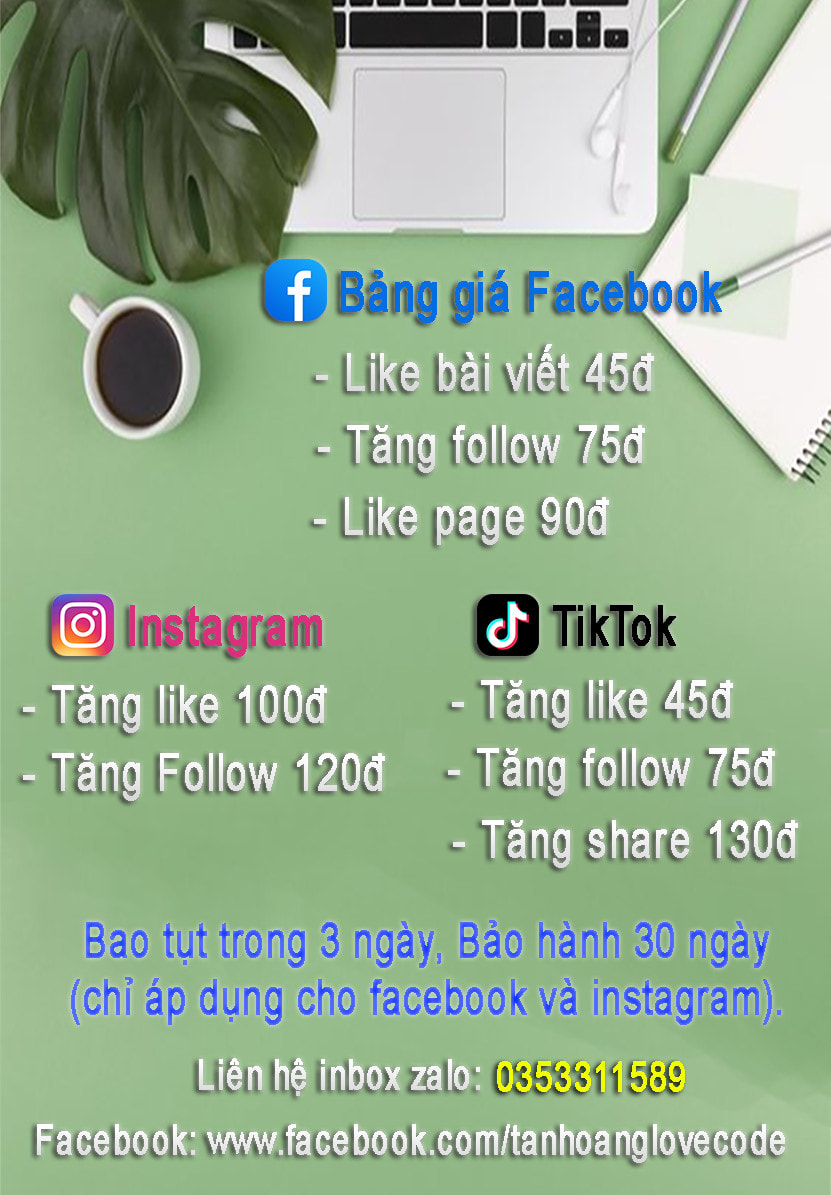 Bảng giá Facebook
- Like bài viết 45đ
- Tăng follow 75đ
- Like page 90đ
Instagram
- Tăng like 100đ
- Tăng Follow 120đ
TikTok
- Tăng like 45đ
- Tăng follow 75đ
- Tăng share 130đ
Bao tụt trong 3 ngày, Bảo hành 30 ngày
(chỉ áp dụng cho facebook và instagram).
Liên hệ inbox zalo: 0353311589
Facebook: www.facebook.com/tanhoanglovecode